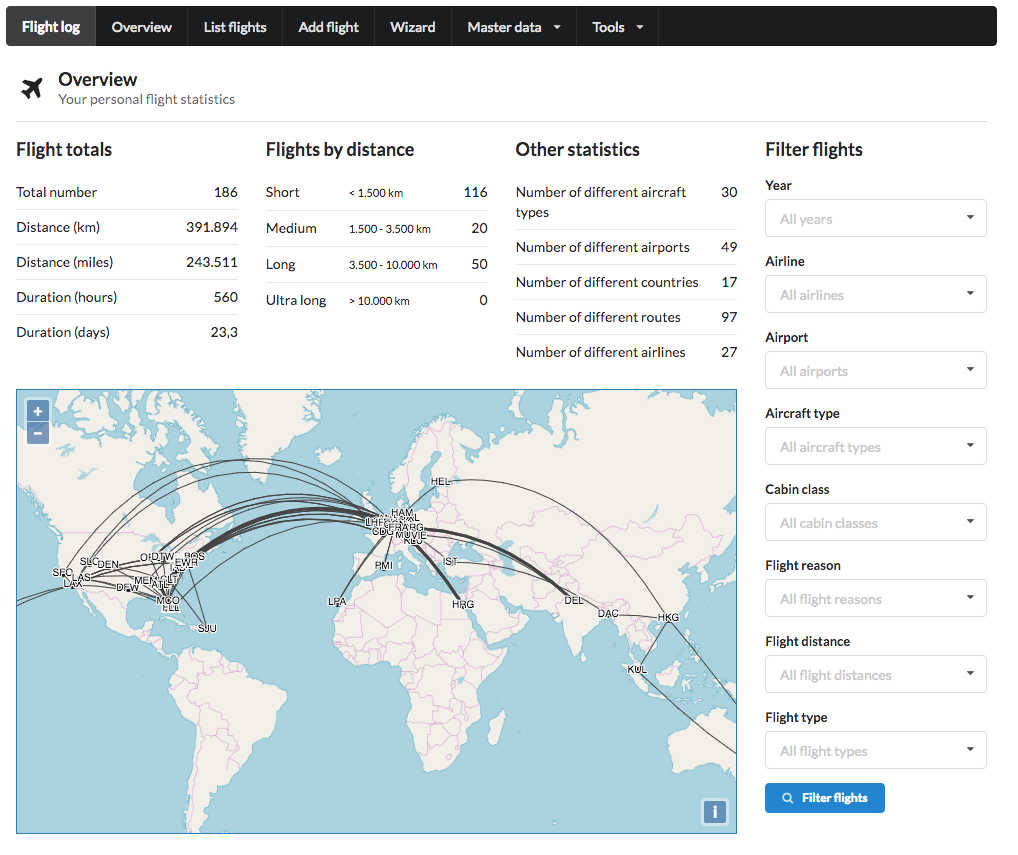 Flight log Overview List flights Add flight Wizard Master data Tools
Overview
Your personal flight statistics
Flight totals
Total number 186
Distance (km) 391.894
Distance (miles) 243.511
Duration (hours) 560
Duration (days) 23,3
Flights by distance
Short < 1.500 km 116
Medium 1.500 - 3.500 km 20
Long 3.500 - 10.000 km 50
Ultra long > 10.000 km 0
Other statistics
Number of different aircraft 30
types
Number of different airports 49
Number of different countries 17
Number of different routes 97
Number of different airlines 27
+
−
HEL
HAM
MUVIE
PMI
IST
LPA
HRG
DEL
DAC
HKG
KUL
BOS
EWR
DTW
SLC
DEN
SFO
LAS
LAX
DFW
MEM
CLT
ATL
MCO
FLL
SJU
i
Filter flights
Year
All years
Airline
All airlines
Airport
All airports
Aircraft type
All aircraft types
Cabin class
All cabin classes
Flight reason
All flight reasons
Flight distance
All flight distances
Flight type
All flight types
Filter flights